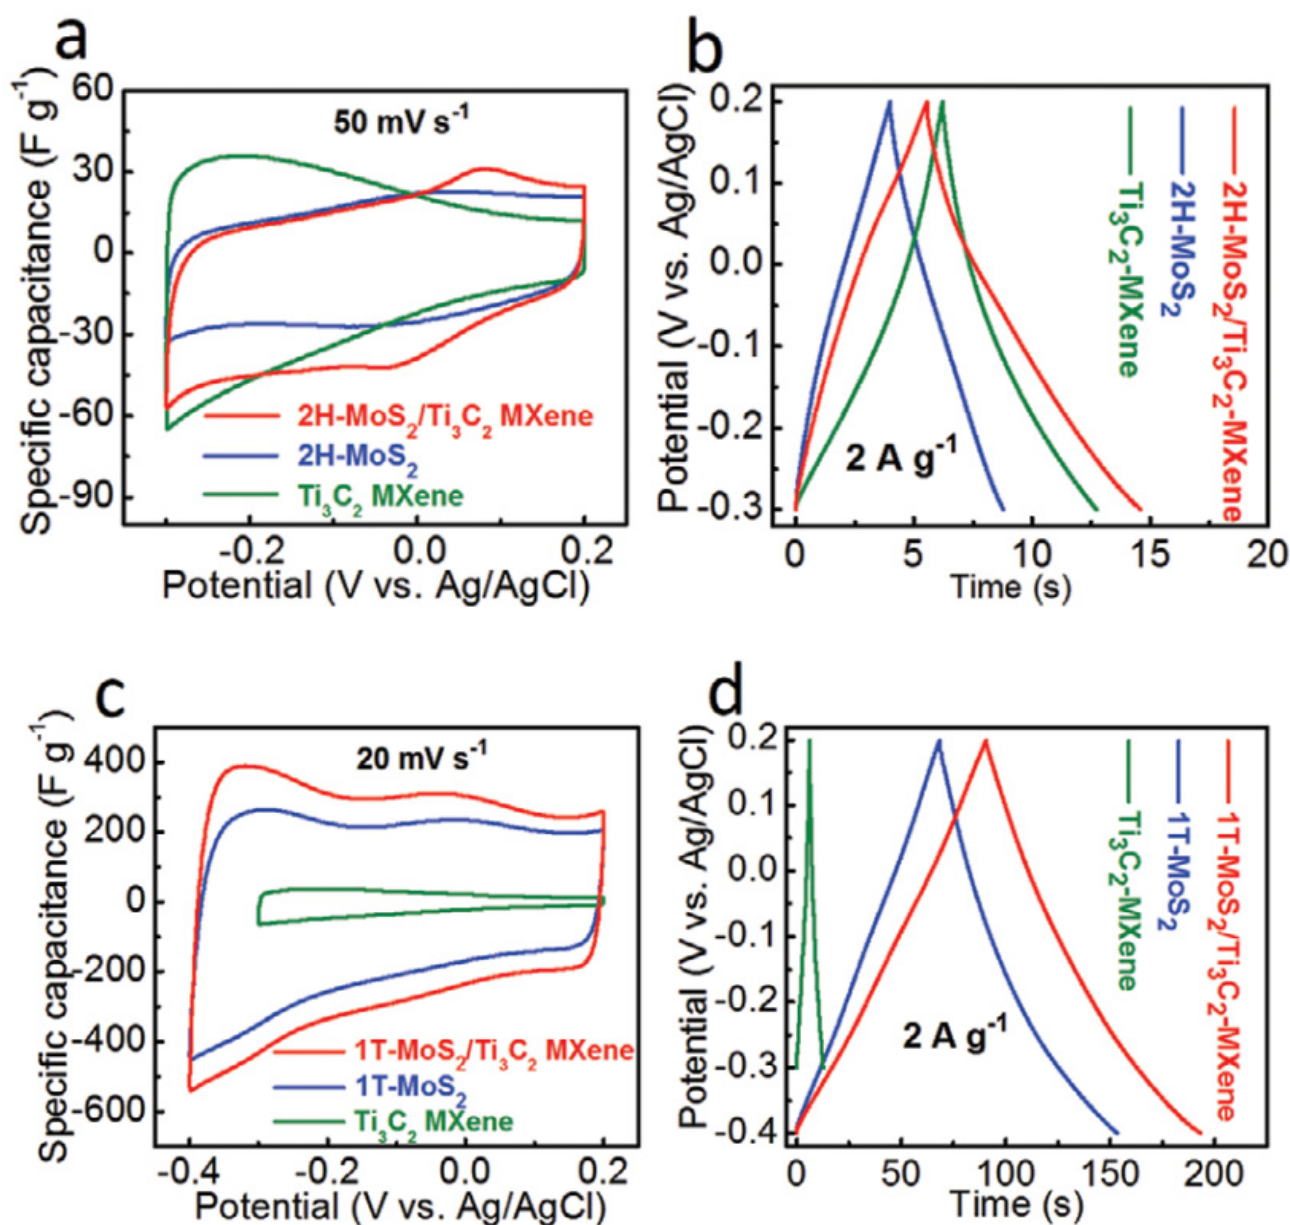 a
Specific capacitance (F g⁻¹)
60
30
0
-30
-60
-90
50 mV s⁻¹
2H-MoS₂/Ti₃C₂ MXene
2H-MoS₂
Ti₃C₂ MXene
-0.2
0.0
0.2
Potential (V vs. Ag/AgCl)
b
Potential (V vs. Ag/AgCl)
0.2
0.1
0.0
-0.1
-0.2
-0.3
2 A g⁻¹
Ti₃C₂-MXene
2H-MoS₂
2H-MoS₂/Ti₃C₂-MXene
0
5
10
15
20
Time (s)
c
Specific capacitance (F g⁻¹)
400
200
0
-200
-400
-600
20 mV s⁻¹
1T-MoS₂/Ti₃C₂ MXene
1T-MoS₂
Ti₃C₂ MXene
-0.4
-0.2
0.0
0.2
Potential (V vs. Ag/AgCl)
d
Potential (V vs. Ag/AgCl)
0.2
0.1
0.0
-0.1
-0.2
-0.3
-0.4
2 A g⁻¹
Ti₃C₂-MXene
1T-MoS₂
1T-MoS₂/Ti₃C₂-MXene
0
50
100
150
200
Time (s)